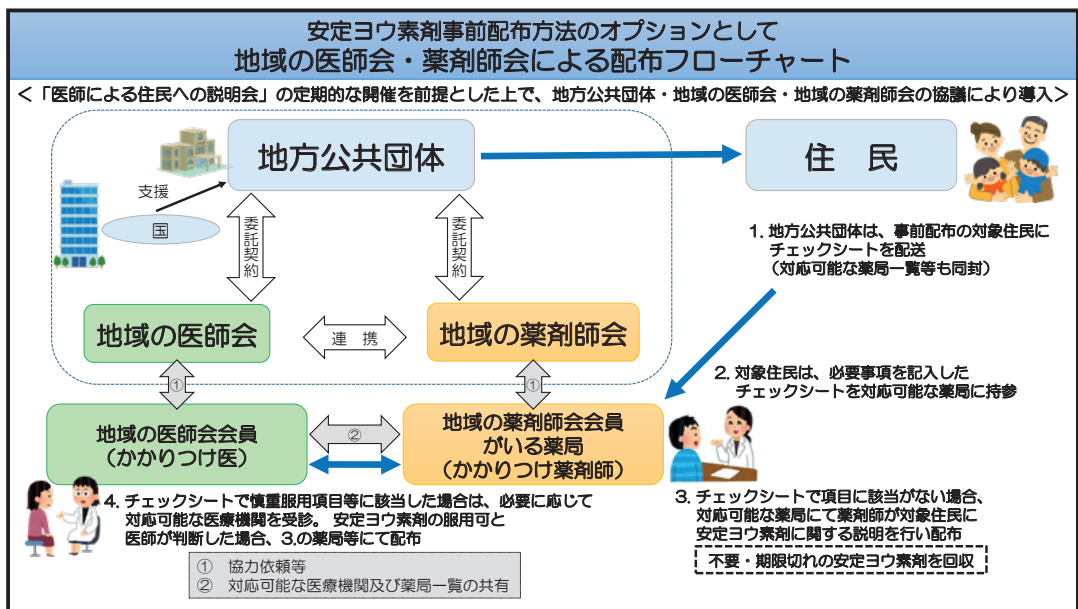 安定ヨウ素剤事前配布方法のオプションとして
地域の医師会・薬剤師会による配布フローチャート
＜「医師による住民への説明会」の定期的な開催を前提とした上で、地方公共団体・地域の医師会・地域の薬剤師会の協議により導入＞
地方公共団体
住　民
支援
国
委託契約
委託契約
1. 地方公共団体は、事前配布の対象住民に
チェックシートを配送
（対応可能な薬局一覧等も同封）
地域の医師会
連　携
地域の薬剤師会
①
①
2. 対象住民は、必要事項を記入した
チェックシートを対応可能な薬局に持参
地域の医師会会員
（かかりつけ医）
②
地域の薬剤師会会員
がいる薬局
（かかりつけ薬剤師）
4. チェックシートで慎重服用項目等に該当した場合は、必要に応じて
対応可能な医療機関を受診。 安定ヨウ素剤の服用可と
医師が判断した場合、3.の薬局等にて配布
3. チェックシートで項目に該当がない場合、
対応可能な薬局にて薬剤師が対象住民に
安定ヨウ素剤に関する説明を行い配布
不要・期限切れの安定ヨウ素剤を回収
①　協力依頼等
②　対応可能な医療機関及び薬局一覧の共有